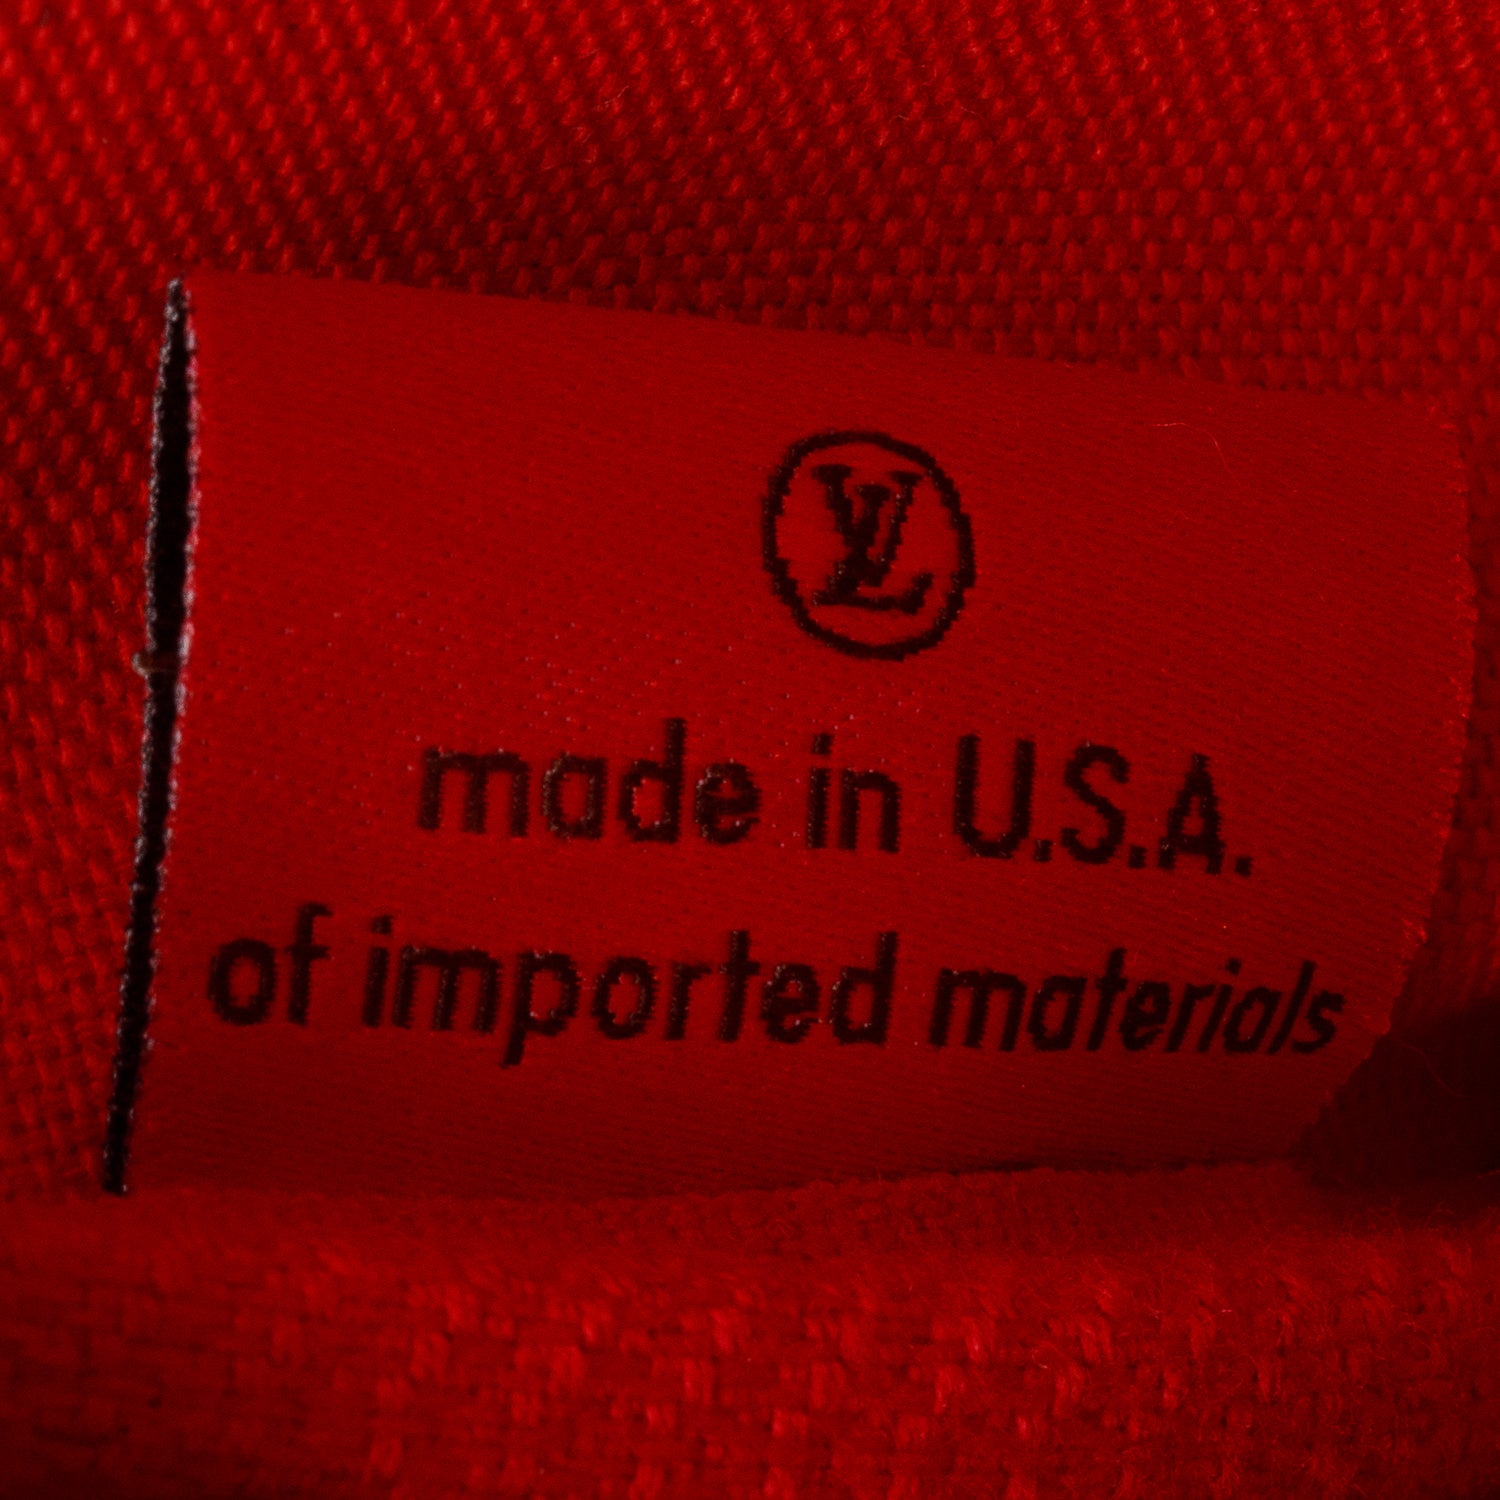 LV
made in U.S.A.
of imported materials